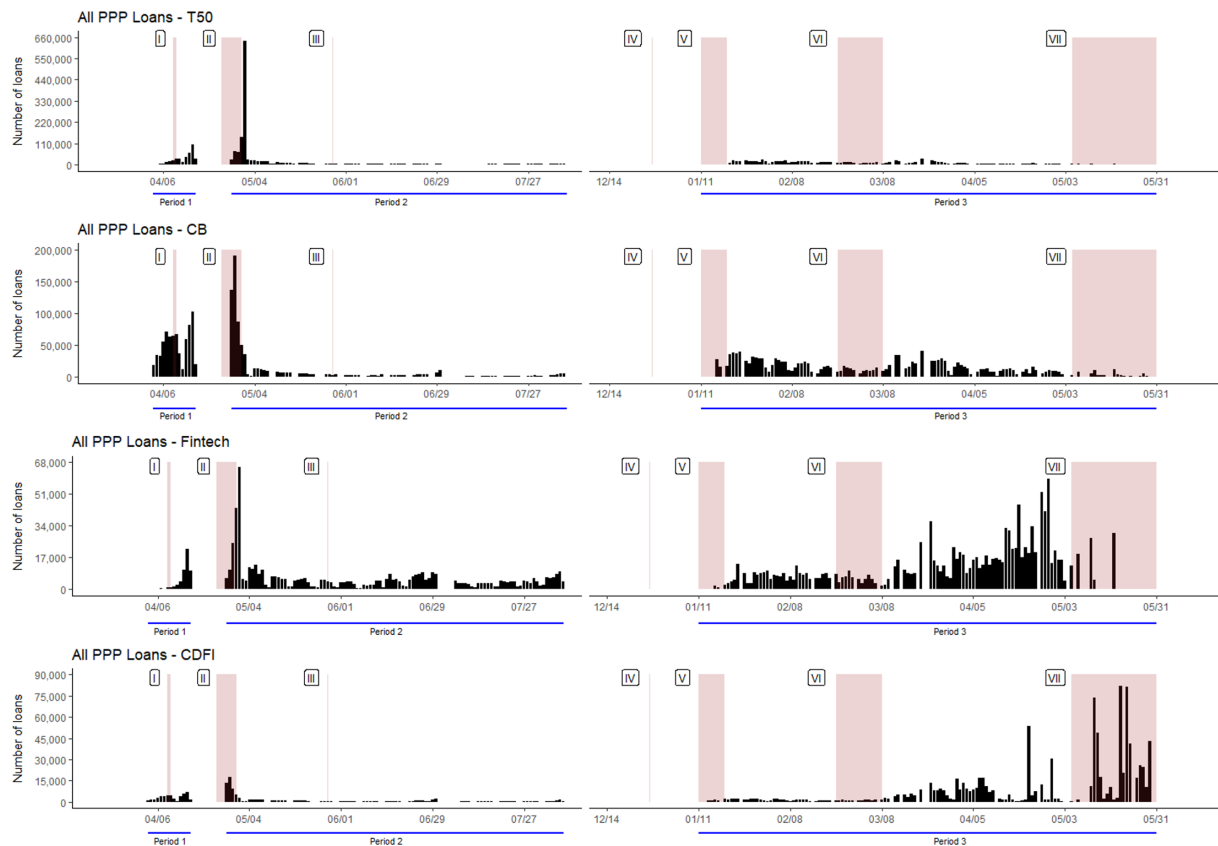 All PPP Loans - T50
I II III IV V VI VII
Number of loans
660,000
550,000
440,000
330,000
220,000
110,000
0
04/06 05/04 06/01 06/29 07/27 12/14 01/11 02/08 03/08 04/05 05/03 05/31
Period 1 Period 2 Period 3
All PPP Loans - CB
I II III IV V VI VII
Number of loans
200,000
150,000
100,000
50,000
0
04/06 05/04 06/01 06/29 07/27 12/14 01/11 02/08 03/08 04/05 05/03 05/31
Period 1 Period 2 Period 3
All PPP Loans - Fintech
I II III IV V VI VII
Number of loans
68,000
51,000
34,000
17,000
0
04/06 05/04 06/01 06/29 07/27 12/14 01/11 02/08 03/08 04/05 05/03 05/31
Period 1 Period 2 Period 3
All PPP Loans - CDFI
I II III IV V VI VII
Number of loans
90,000
75,000
60,000
45,000
30,000
15,000
0
04/06 05/04 06/01 06/29 07/27 12/14 01/11 02/08 03/08 04/05 05/03 05/31
Period 1 Period 2 Period 3